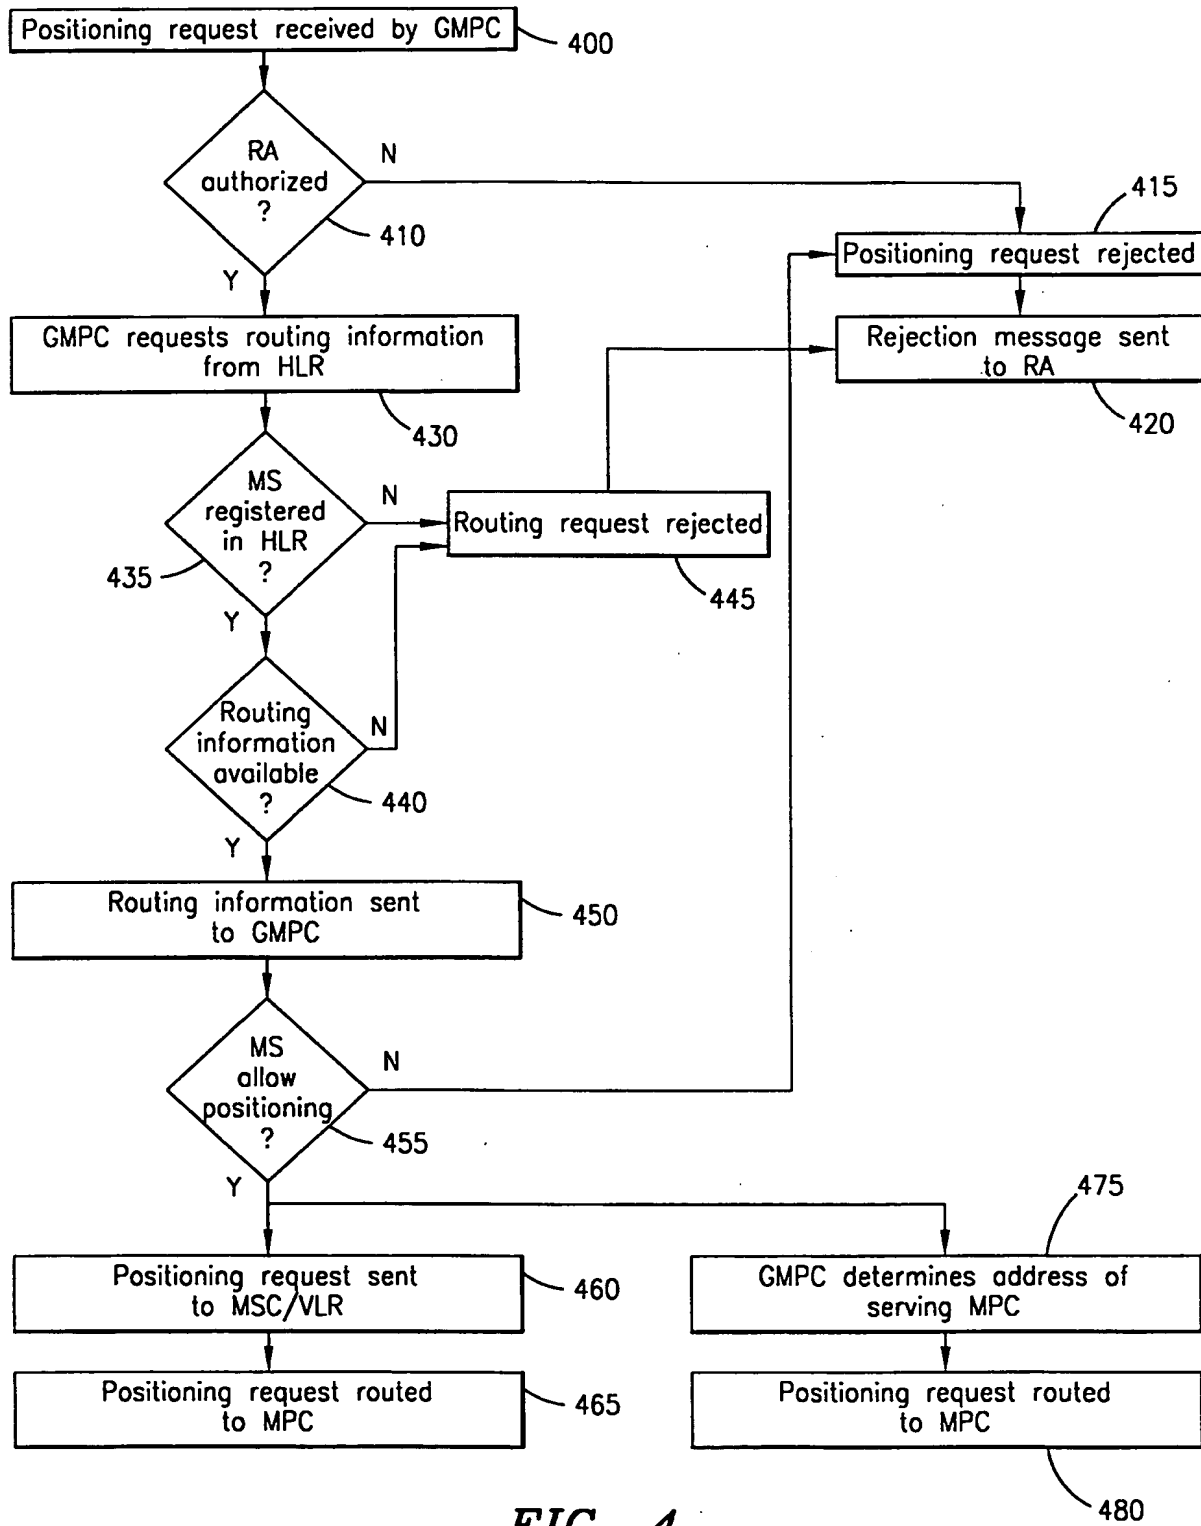 Positioning request received by GMPC
400
RA
authorized
?
N
410
Y
415
Positioning request rejected
GMPC requests routing information
from HLR
430
Rejection message sent
to RA
420
MS
registered
in HLR
?
435
N
Y
Routing request rejected
445
Routing
information
available
?
N
440
Y
Routing information sent
to GMPC
450
MS
allow
positioning
?
N
455
Y
475
Positioning request sent
to MSC/VLR
460
GMPC determines address of
serving MPC
Positioning request routed
to MPC
465
Positioning request routed
to MPC
480
FIG. 4